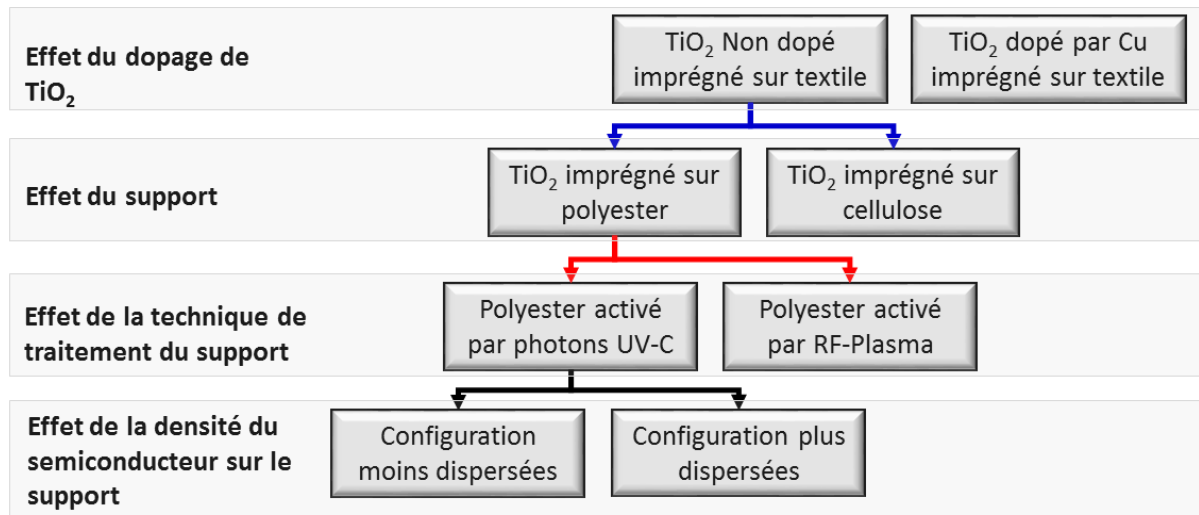 Effet du dopage de
TiO₂
TiO₂ Non dopé
imprégné sur textile
TiO₂ dopé par Cu
imprégné sur textile
Effet du support
TiO₂ imprégné sur
polyester
TiO₂ imprégné sur
cellulose
Effet de la technique de
traitement du support
Polyester activé
par photons UV-C
Polyester activé
par RF-Plasma
Effet de la densité du
semiconducteur sur le
support
Configuration
moins dispersées
Configuration plus
dispersées